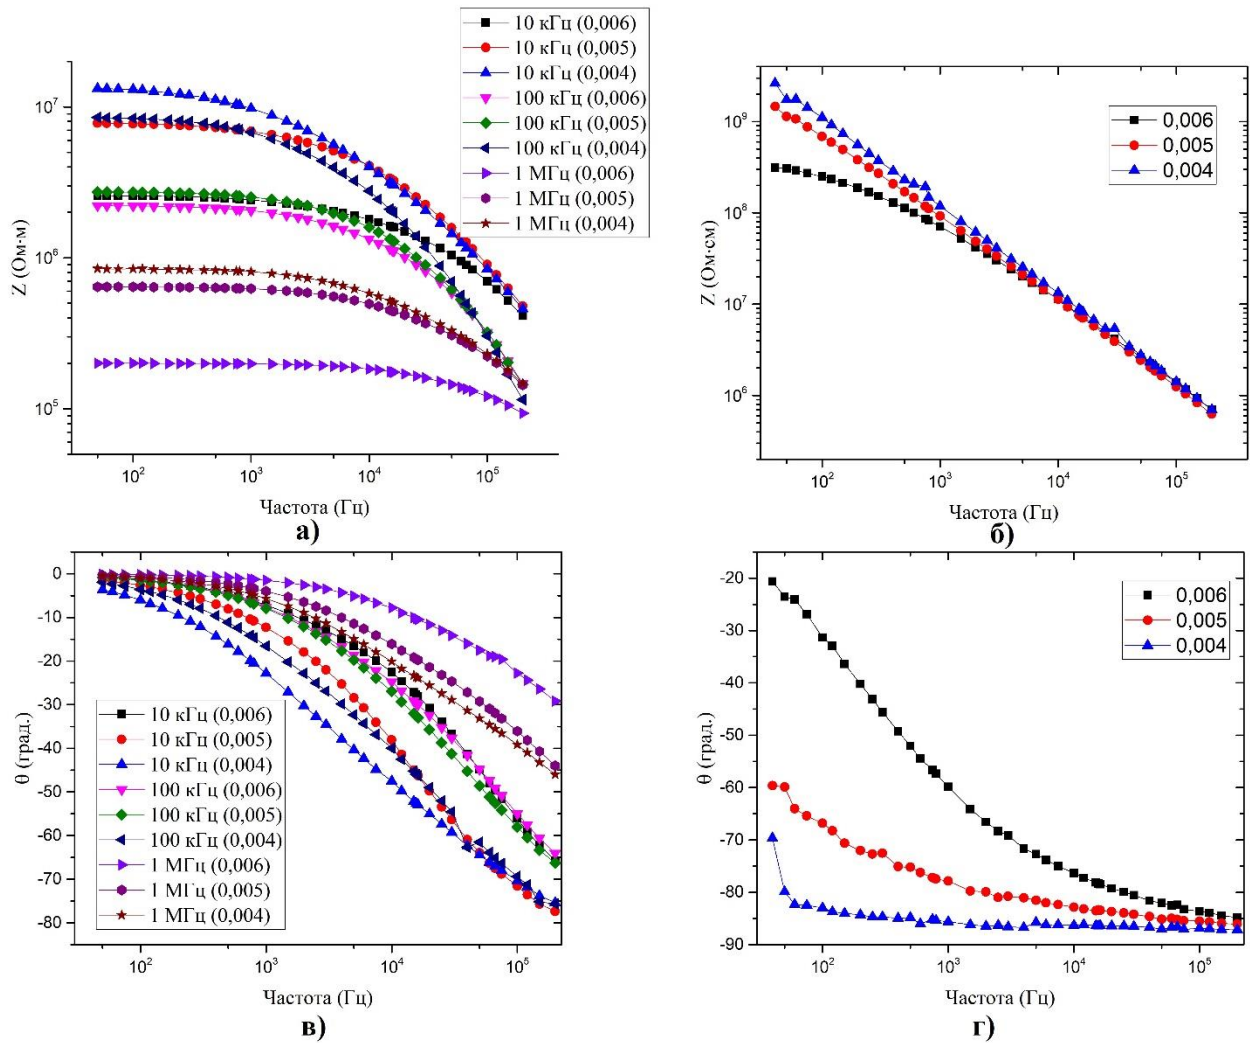 10 кГц (0,006)
10 кГц (0,005)
10 кГц (0,004)
100 кГц (0,006)
100 кГц (0,005)
100 кГц (0,004)
1 МГц (0,006)
1 МГц (0,005)
1 МГц (0,004)
10⁷
10⁶
10⁵
Z (Ом·м)
10² 10³ 10⁴ 10⁵
Частота (Гц)
а)
0,006
0,005
0,004
10⁹
10⁸
10⁷
10⁶
Z (Ом·см)
10² 10³ 10⁴ 10⁵
Частота (Гц)
б)
0
-10
-20
-30
-40
-50
-60
-70
-80
θ (град.)
10 кГц (0,006)
10 кГц (0,005)
10 кГц (0,004)
100 кГц (0,006)
100 кГц (0,005)
100 кГц (0,004)
1 МГц (0,006)
1 МГц (0,005)
1 МГц (0,004)
10² 10³ 10⁴ 10⁵
Частота (Гц)
в)
-20
-30
-40
-50
-60
-70
-80
-90
θ (град.)
0,006
0,005
0,004
10² 10³ 10⁴ 10⁵
Частота (Гц)
г)